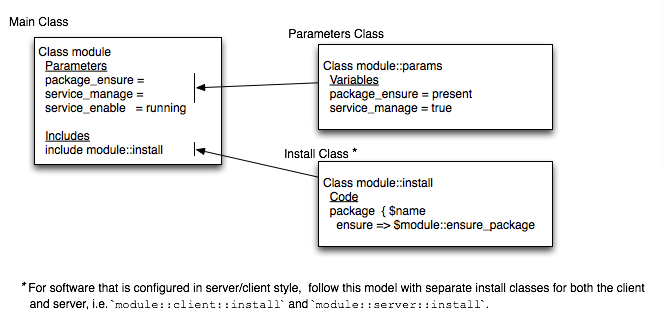 Main Class
Class module
Parameters
package_ensure =
service_manage =
service_enable = running
Includes
include module::install
Parameters Class
Class module::params
Variables
package_ensure = present
service_manage = true
Install Class *
Class module::install
Code
package { $name
ensure => $module::ensure_package
* For software that is configured in server/client style, follow this model with separate install classes for both the client
and server, i.e. `module::client::install` and `module::server::install`.